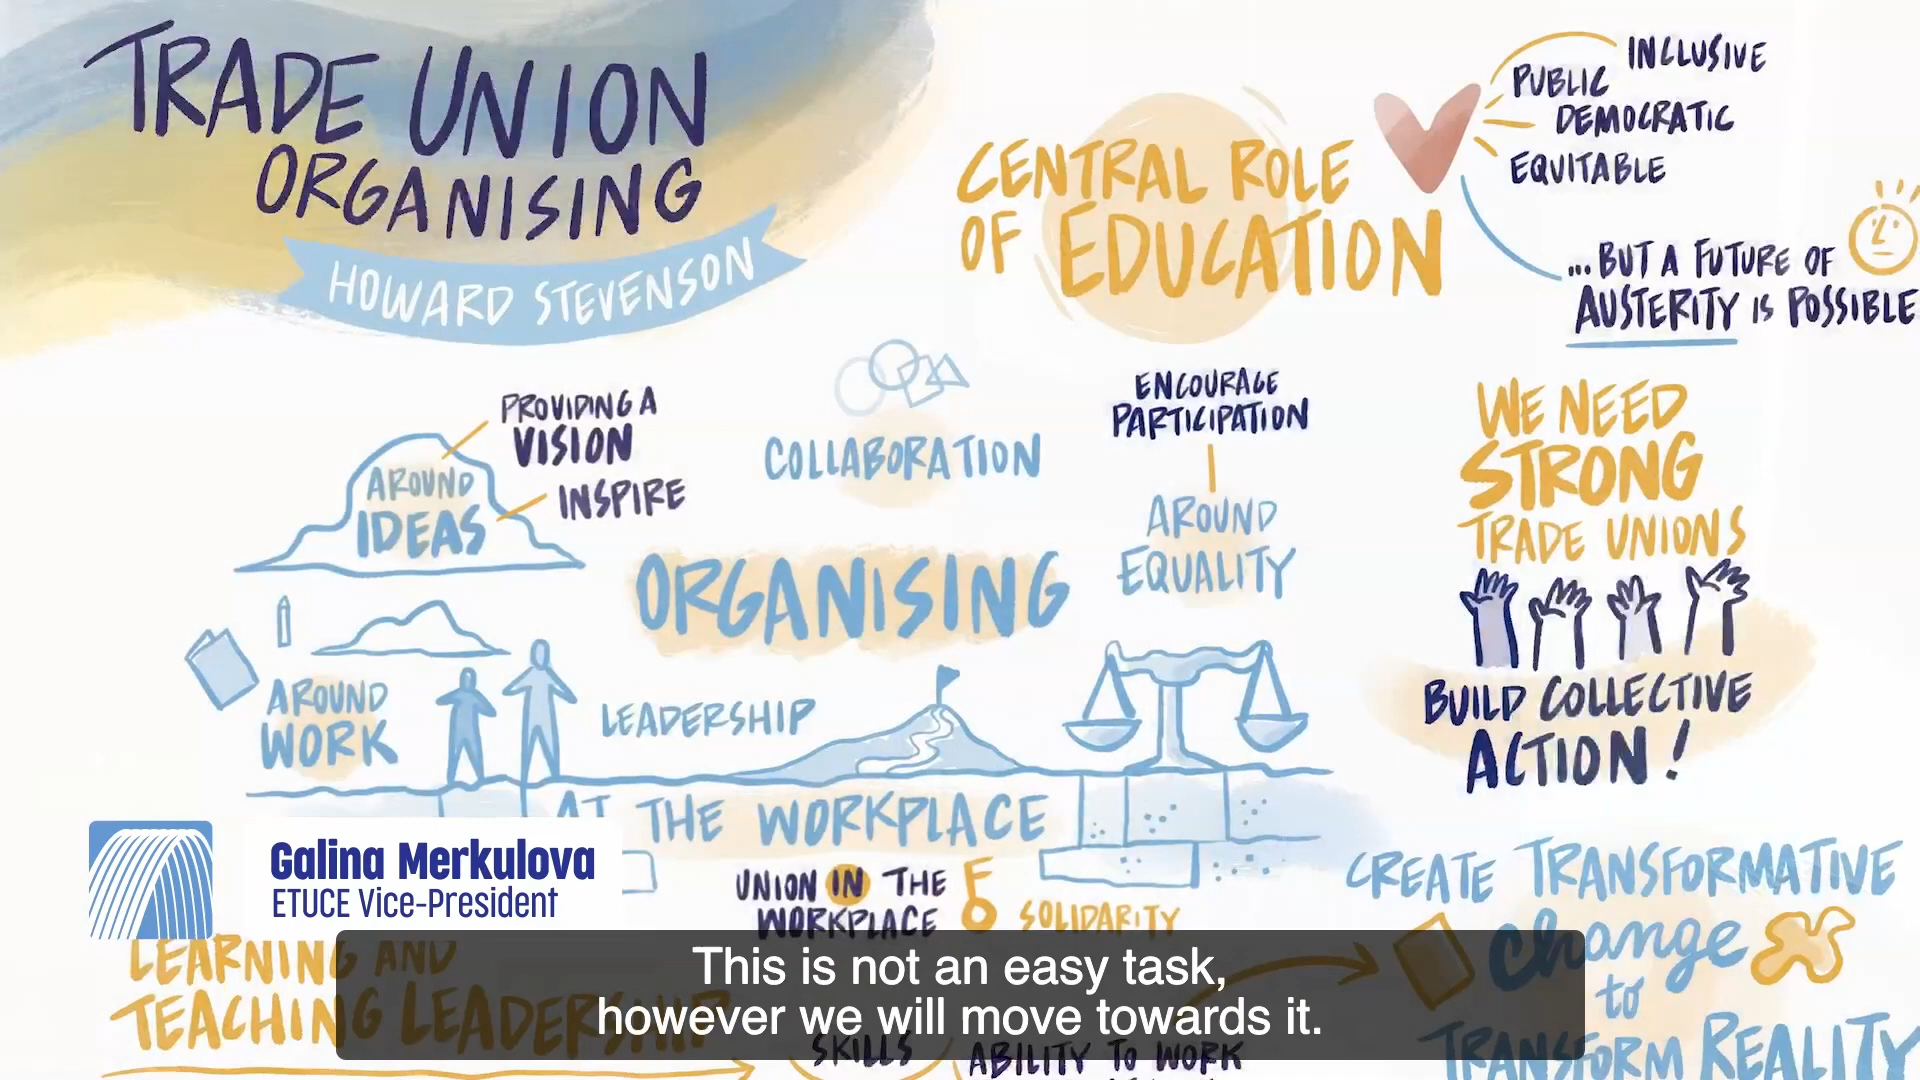 TRADE UNION
ORGANISING
HOWARD STEVENSON
CENTRAL ROLE
OF EDUCATION
INCLUSIVE
PUBLIC
DEMOCRATIC
EQUITABLE
...BUT A FUTURE OF
AUSTERITY IS POSSIBLE
PROVIDING A
VISION
INSPIRE
AROUND
IDEAS
COLLABORATION
ENCOURAGE
PARTICIPATION
AROUND
EQUALITY
ORGANISING
WE NEED
STRONG
TRADE UNIONS
BUILD COLLECTIVE
ACTION!
AROUND
WORK
LEADERSHIP
AT THE WORKPLACE
UNION IN THE
WORKPLACE
SOLIDARITY
Galina Merkulova
ETUCE Vice-President
CREATE TRANSFORMATIVE
change
to
TRANSFORM REALITY
LEARNING AND
TEACHING LEADERSHIP
SKILLS
ABILITY TO WORK
This is not an easy task,
however we will move towards it.